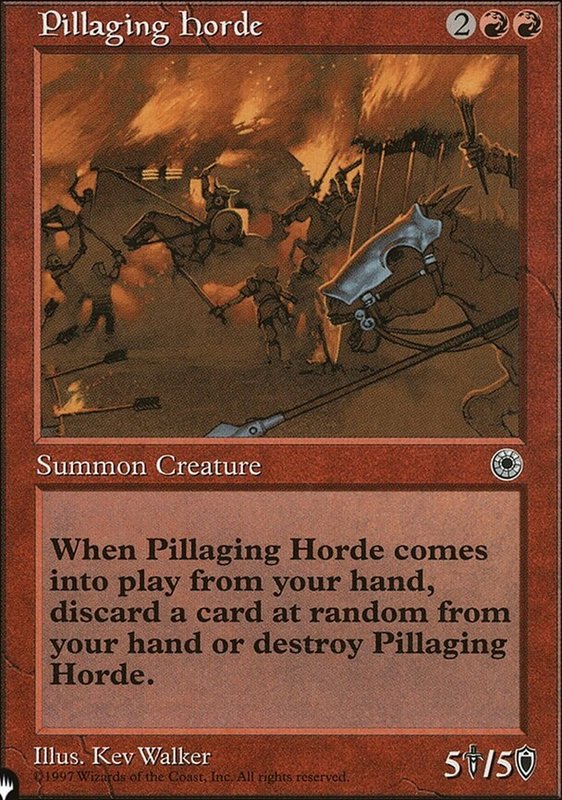 Pillaging Horde
2
Summon Creature
When Pillaging Horde comes
into play from your hand,
discard a card at random from
your hand or destroy Pillaging
Horde.
Illus. Kev Walker
5/5
©1997 Wizards of the Coast, Inc. All rights reserved.